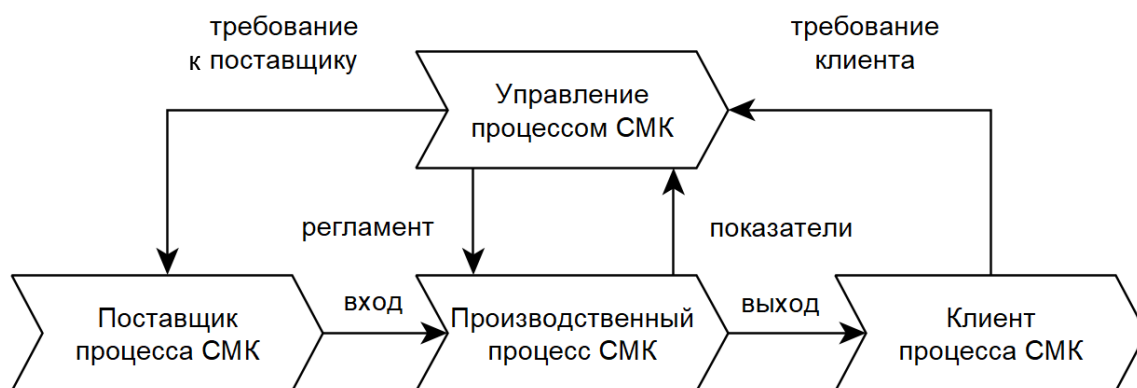 требование
к поставщику
требование
клиента
Управление
процессом СМК
регламент
показатели
Поставщик
процесса СМК
вход
Производственный
процесс СМК
выход
Клиент
процесса СМК